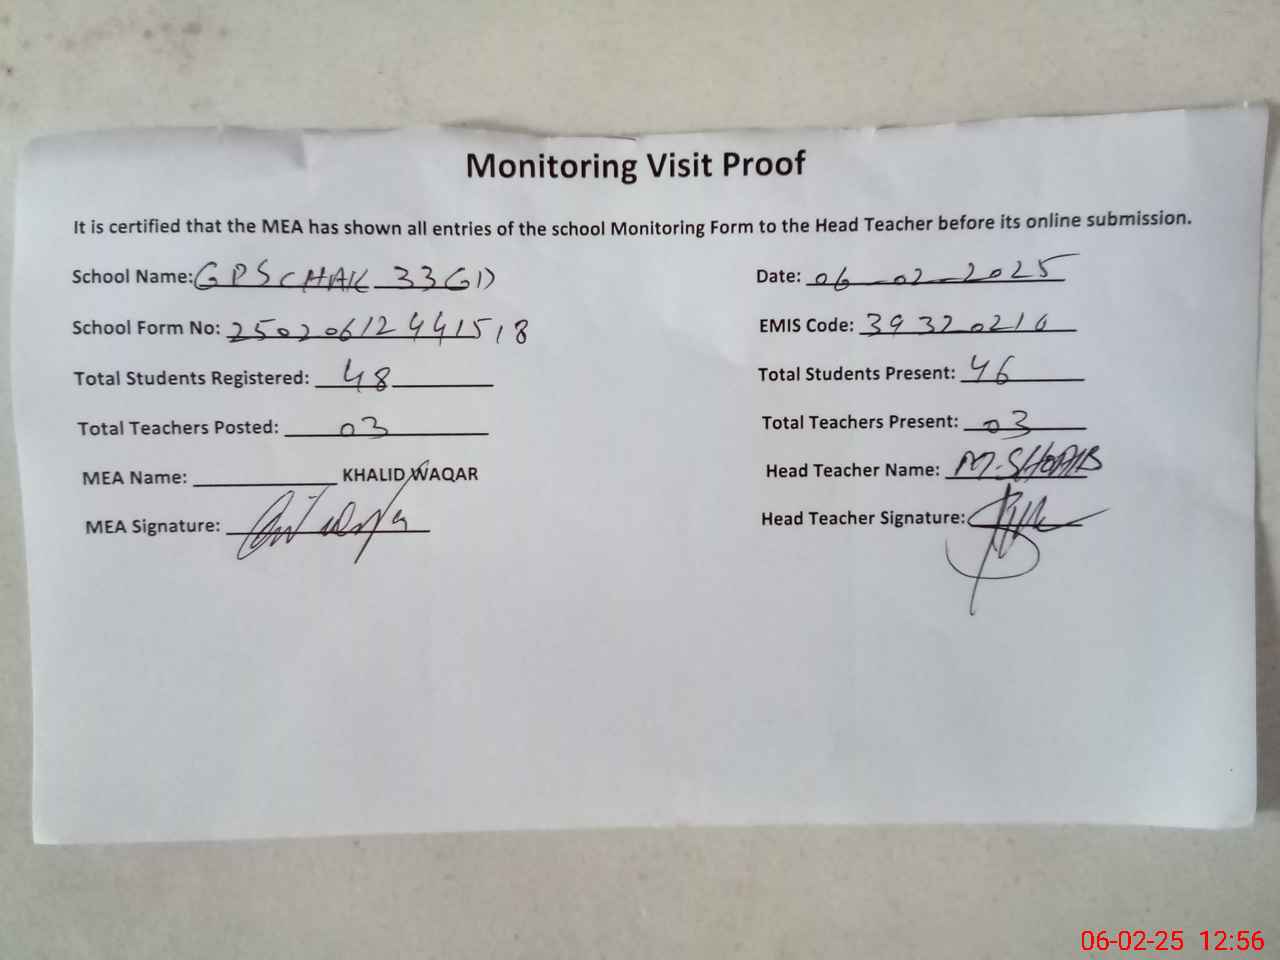 Monitoring Visit Proof
It is certified that the MEA has shown all entries of the school Monitoring Form to the Head Teacher before its online submission.
School Name: GPS CHAK 33GD Date: 06-02-2025
School Form No: 250206124441518 EMIS Code: 39320216
Total Students Registered: 48 Total Students Present: 46
Total Teachers Posted: 03 Total Teachers Present: 03
MEA Name: KHALID WAQAR Head Teacher Name: M.SHOAIB
MEA Signature: Head Teacher Signature:
06-02-25 12:56